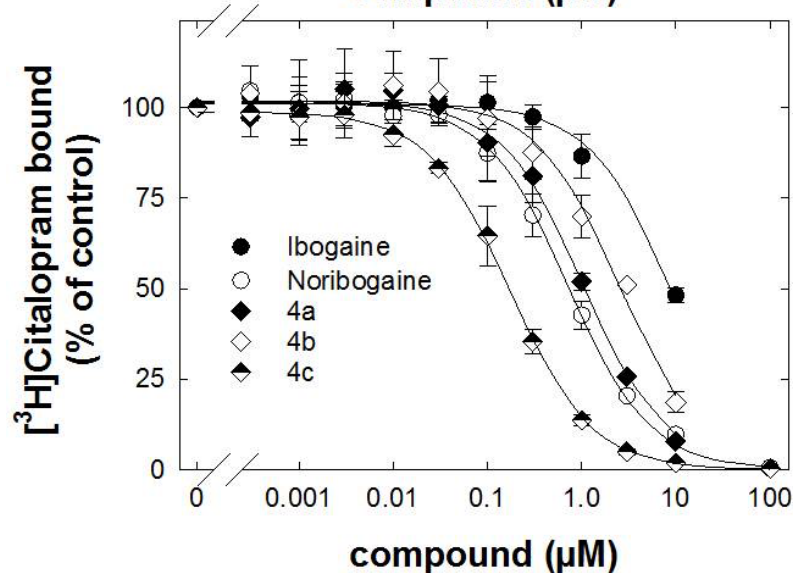 [³H]Citalopram bound
(% of control)
100
75
50
25
0
Ibogaine
Noribogaine
4a
4b
4c
0 0.001 0.01 0.1 1.0 10 100
compound (µM)